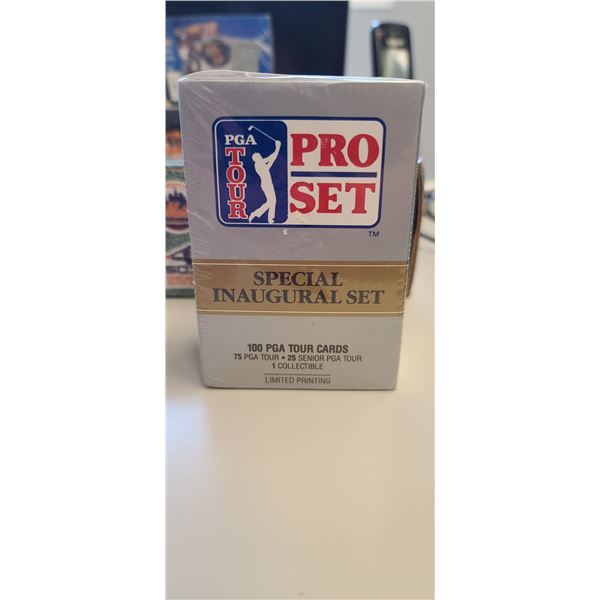 PGA
TOUR
PRO
SET
TM
SPECIAL
INAUGURAL SET
100 PGA TOUR CARDS
75 PGA TOUR • 25 SENIOR PGA TOUR
1 COLLECTIBLE
LIMITED PRINTING